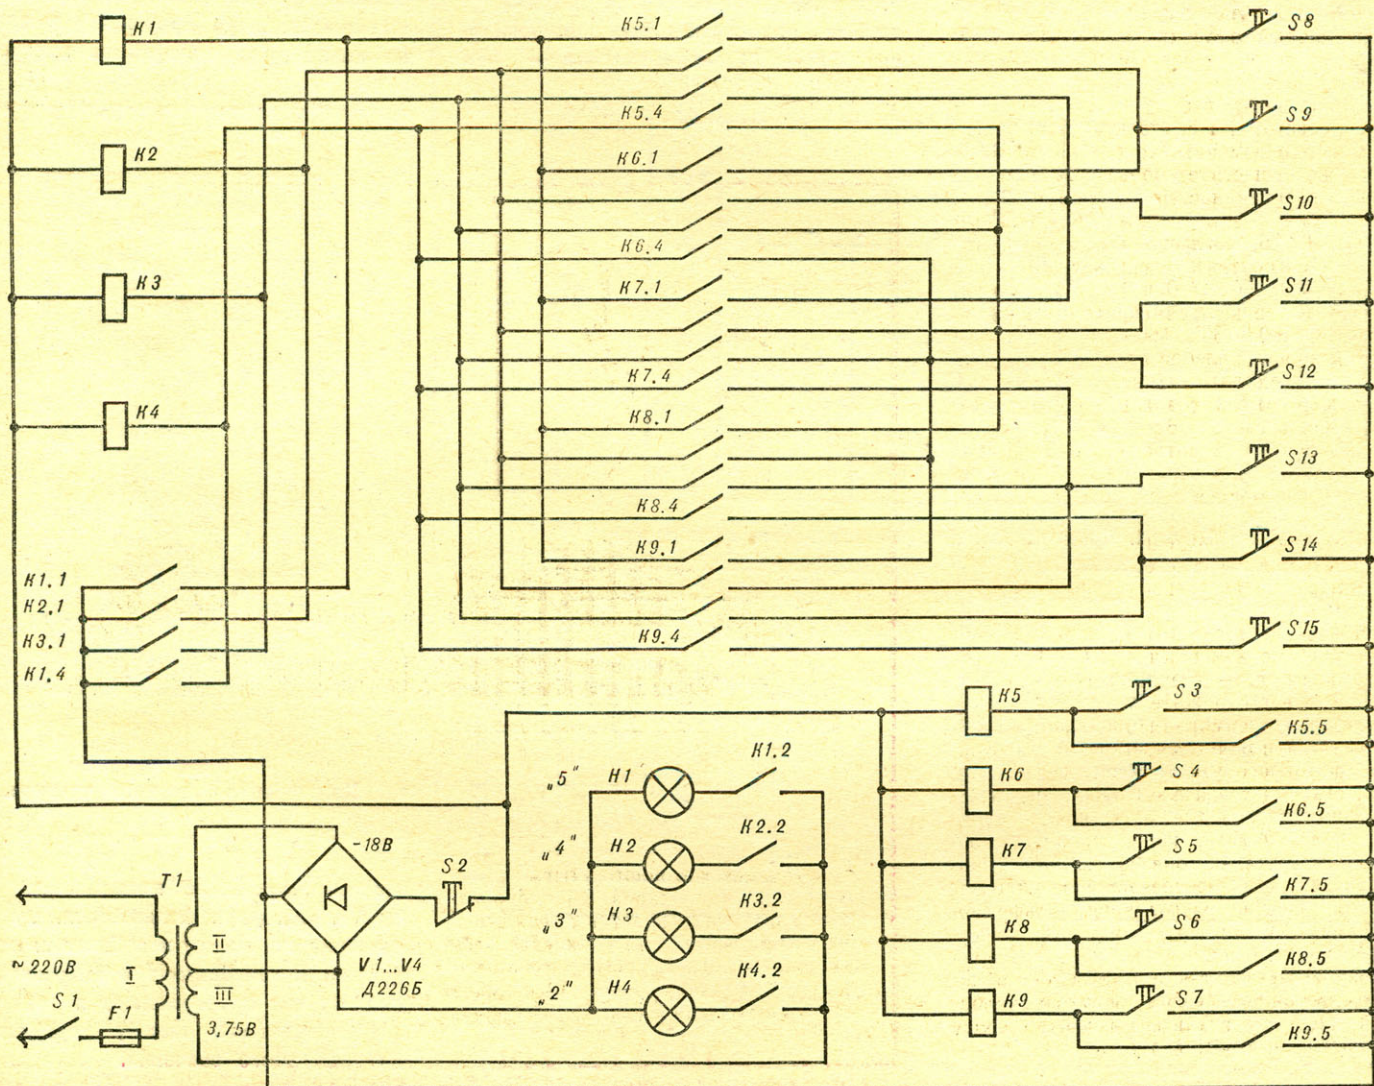 K1
K5.1
S8
K5.4
S9
K2
K6.1
S10
K6.4
K3
K7.1
S11
K7.4
S12
K4
K8.1
S13
K8.4
K9.1
S14
K1.1
K2.1
K3.1
K9.4
S15
K1.4
K5
S3
K5.5
K1.2
„5"
H1
K6
S4
K6.5
~18В
K2.2
„4"
H2
K7
S5
T1
S2
K7.5
K3.2
„3"
H3
K8
S6
II
~220В
I
V1...V4
K4.2
K8.5
S1
F1
III
Д226Б
„2"
H4
K9
S7
3,75В
K9.5